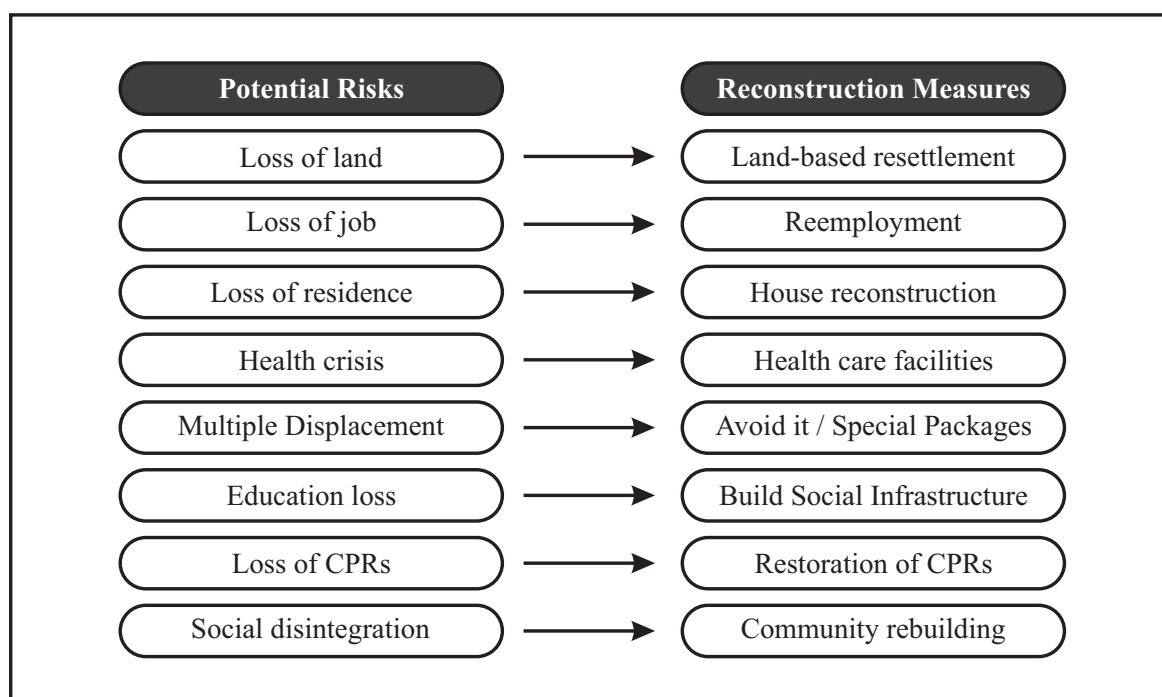 Potential Risks
Reconstruction Measures
Loss of land
Land-based resettlement
Loss of job
Reemployment
Loss of residence
House reconstruction
Health crisis
Health care facilities
Multiple Displacement
Avoid it / Special Packages
Education loss
Build Social Infrastructure
Loss of CPRs
Restoration of CPRs
Social disintegration
Community rebuilding